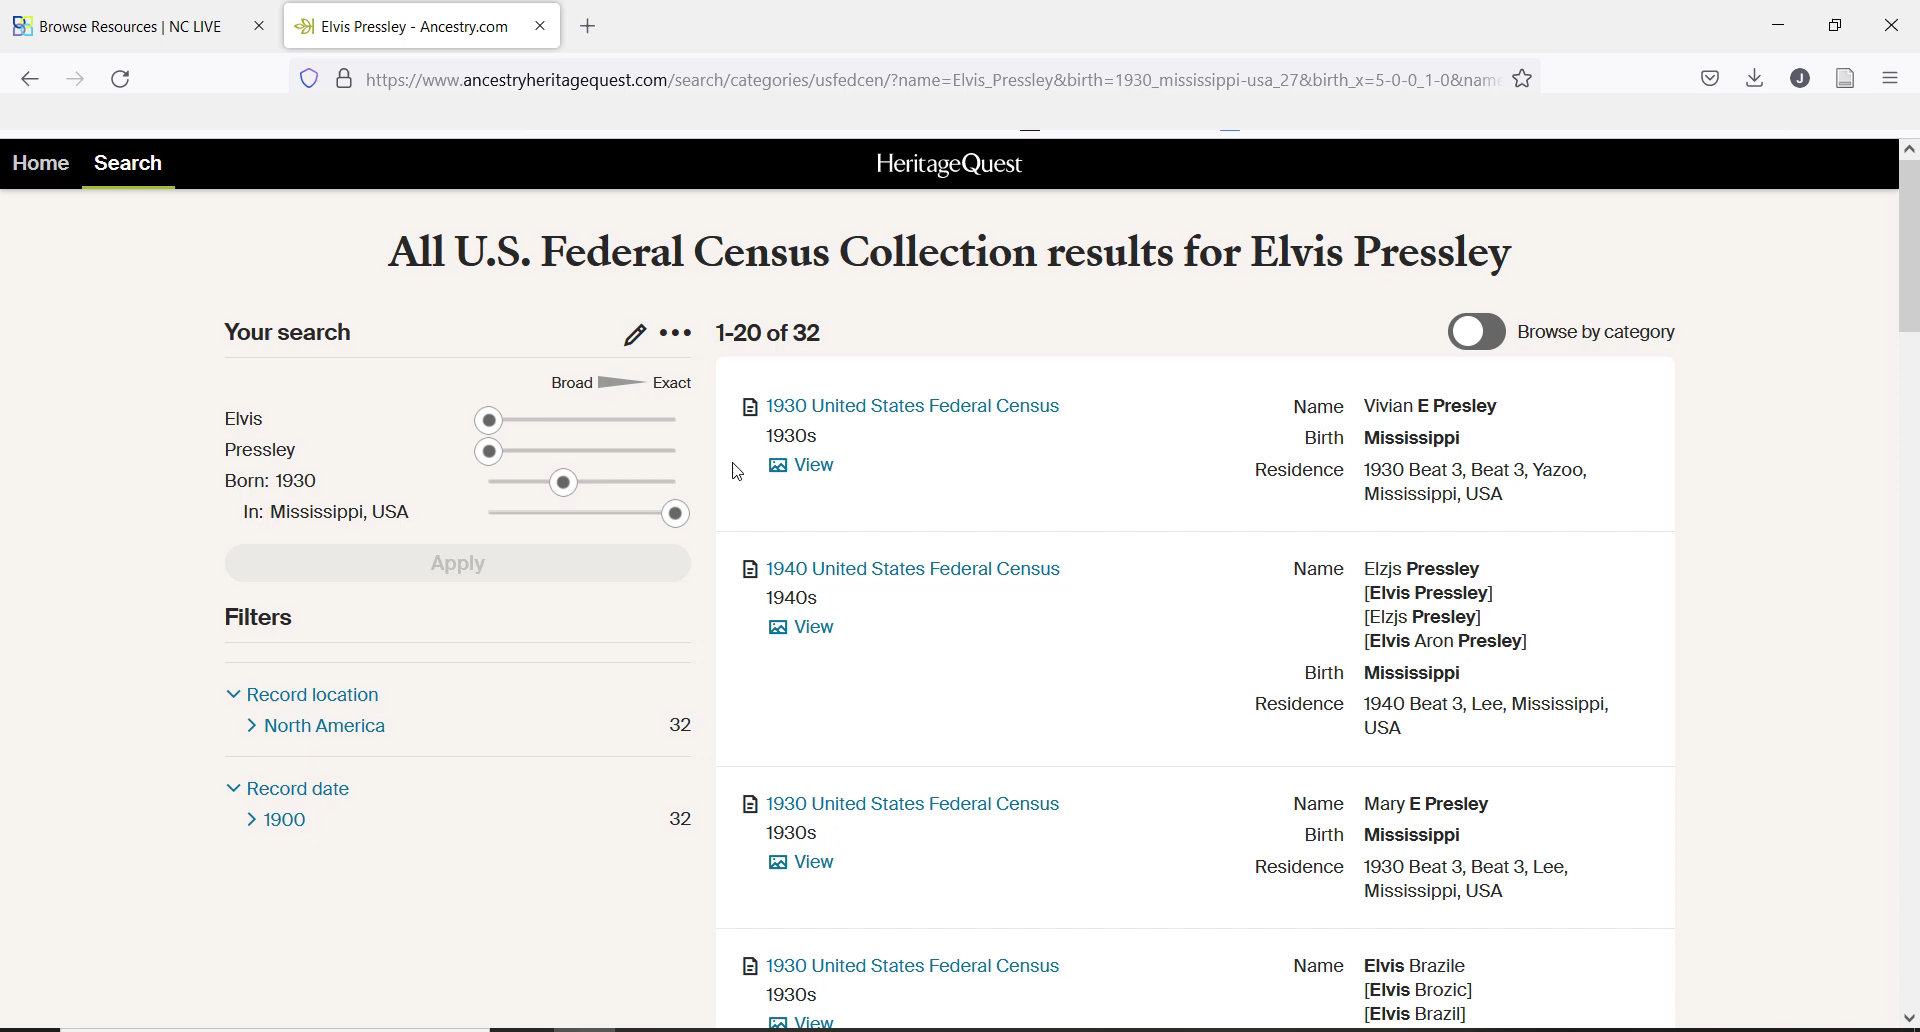 Browse Resources | NC LIVE
Elvis Pressley - Ancestry.com
https://www.ancestryheritagequest.com/search/categories/usfedcen/?name=Elvis_Pressley&birth=1930_mississippi-usa_27&birth_x=5-0-0_1-0&name
J
Home Search HeritageQuest
All U.S. Federal Census Collection results for Elvis Pressley
Your search
Broad Exact
Elvis
Pressley
Born: 1930
In: Mississippi, USA
Apply
Filters
Record location
North America 32
Record date
1900 32
1-20 of 32
Browse by category
1930 United States Federal Census
1930s
View
Name Vivian E Presley
Birth Mississippi
Residence 1930 Beat 3, Beat 3, Yazoo,
Mississippi, USA
1940 United States Federal Census
1940s
View
Name Elzjs Pressley
[Elvis Pressley]
[Elzjs Presley]
[Elvis Aron Presley]
Birth Mississippi
Residence 1940 Beat 3, Lee, Mississippi,
USA
1930 United States Federal Census
1930s
View
Name Mary E Presley
Birth Mississippi
Residence 1930 Beat 3, Beat 3, Lee,
Mississippi, USA
1930 United States Federal Census
1930s
View
Name Elvis Brazile
[Elvis Brozic]
[Elvis Brazil]